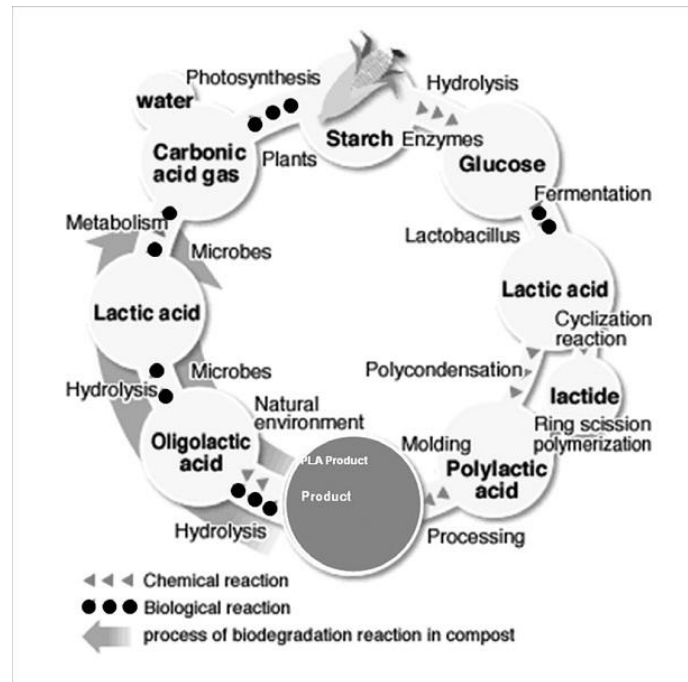 Photosynthesis
water
Hydrolysis
Starch
Enzymes
Carbonic
acid gas
Plants
Glucose
Fermentation
Metabolism
Microbes
Lactobacillus
Lactic acid
Lactic acid
Cyclization
reaction
Microbes
Hydrolysis
Polycondensation
lactide
Natural
environment
Ring scission
polymerization
Oligolactic
acid
Molding
PLA Product
Polylactic
acid
Product
Hydrolysis
Processing
Chemical reaction
Biological reaction
process of biodegradation reaction in compost